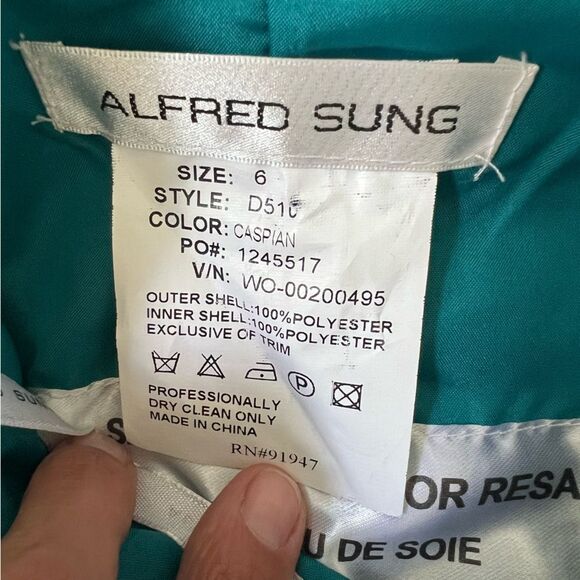 ALFRED SUNG
SIZE: 6
STYLE: D510
COLOR: CASPIAN
PO#: 1245517
V/N: WO-00200495
OUTER SHELL:100%POLYESTER
INNER SHELL:100%POLYESTER
EXCLUSIVE OF TRIM
P
PROFESSIONALLY
DRY CLEAN ONLY
MADE IN CHINA
RN#91947
OR RESA
DE SOIE